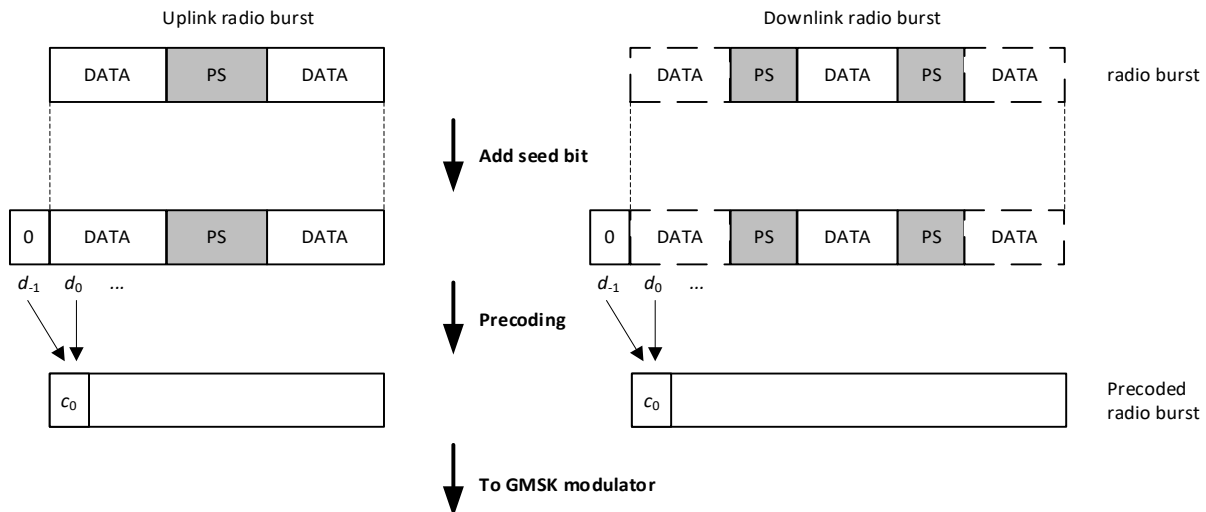 Uplink radio burst Downlink radio burst
DATA PS DATA DATA PS DATA PS DATA radio burst
Add seed bit
0 DATA PS DATA 0 DATA PS DATA PS DATA
d-1 d0 ... d-1 d0 ...
Precoding
c0 c0 Precoded
radio burst
To GMSK modulator